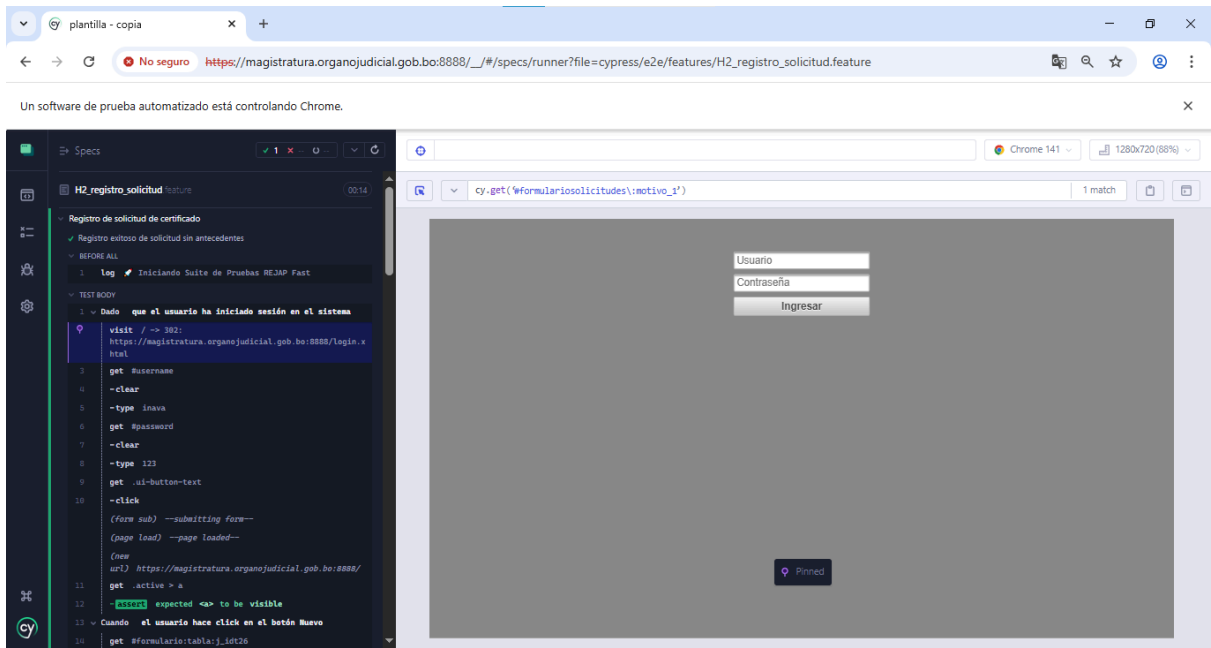 plantilla - copia
No seguro https://magistratura.organojudicial.gob.bo:8888/__/#/specs/runner?file=cypress/e2e/features/H2_registro_solicitud.feature
Un software de prueba automatizado está controlando Chrome.
Specs
1
--
--
Chrome 141
1280x720 (88%)
H2_registro_solicitud feature
00:14
cy.get('#formulariosolicitudes\:motivo_1')
1 match
Registro de solicitud de certificado
Registro exitoso de solicitud sin antecedentes
BEFORE ALL
1 log 🚀 Iniciando Suite de Pruebas REJAP Fast
TEST BODY
1 Dado que el usuario ha iniciado sesión en el sistema
visit / -> 302:
https://magistratura.organojudicial.gob.bo:8888/login.x
html
3 get #username
4 -clear
5 -type inava
6 get #password
7 -clear
8 -type 123
9 get .ui-button-text
10 -click
(form sub) --submitting form--
(page load) --page loaded--
(new
url) https://magistratura.organojudicial.gob.bo:8888/
11 get .active > a
12 -assert expected <a> to be visible
13 Cuando el usuario hace click en el botón Nuevo
14 get #formulario:tabla:j_idt26
Usuario
Contraseña
Ingresar
Pinned
cy